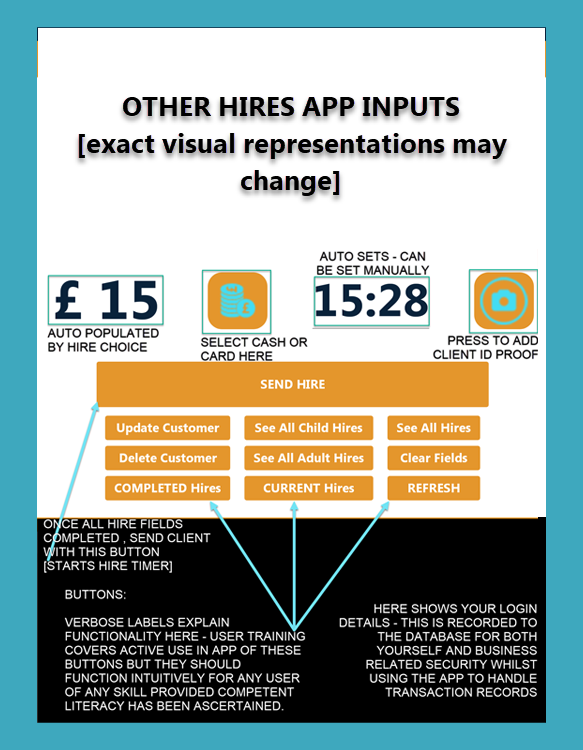 OTHER HIRES APP INPUTS
[exact visual representations may
change]
AUTO SETS - CAN
BE SET MANUALLY
£ 15
15:28
AUTO POPULATED
BY HIRE CHOICE
SELECT CASH OR
CARD HERE
PRESS TO ADD
CLIENT ID PROOF
SEND HIRE
Update Customer
See All Child Hires
See All Hires
Delete Customer
See All Adult Hires
Clear Fields
COMPLETED Hires
CURRENT Hires
REFRESH
ONCE ALL HIRE FIELDS
COMPLETED , SEND CLIENT
WITH THIS BUTTON
[STARTS HIRE TIMER]
BUTTONS:
VERBOSE LABELS EXPLAIN
FUNCTIONALITY HERE - USER TRAINING
COVERS ACTIVE USE IN APP OF THESE
BUTTONS BUT THEY SHOULD
FUNCTION INTUITIVELY FOR ANY USER
OF ANY SKILL PROVIDED COMPETENT
LITERACY HAS BEEN ASCERTAINED.
HERE SHOWS YOUR LOGIN
DETAILS - THIS IS RECORDED TO
THE DATABASE FOR BOTH
YOURSELF AND BUSINESS
RELATED SECURITY WHILST
USING THE APP TO HANDLE
TRANSACTION RECORDS